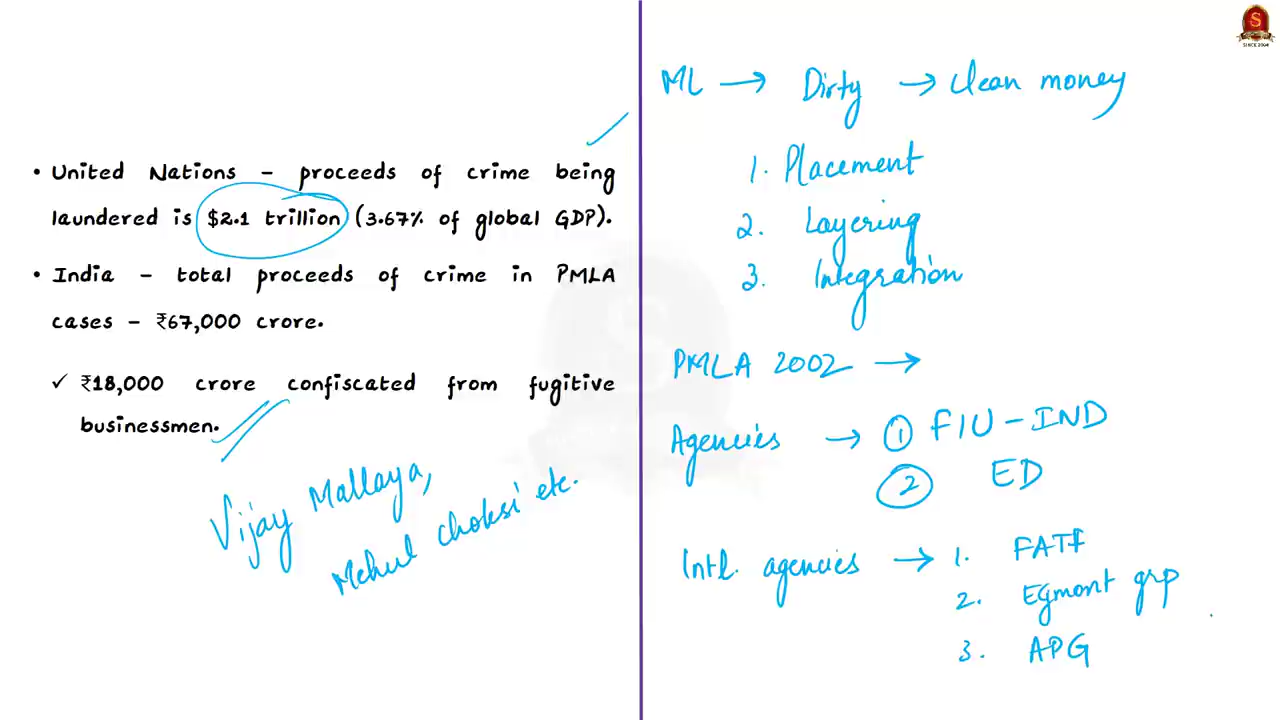 • United Nations – proceeds of crime being
laundered is $2.1 trillion (3.67% of global GDP).
• India – total proceeds of crime in PMLA
cases – ₹67,000 crore.
✓ ₹18,000 crore confiscated from fugitive
businessmen.
Vijay Mallaya,
Mehul choksi etc.
S
SINCE 2004
ML → Dirty → clean money
1. Placement
2. Layering
3. Integration
PMLA 2002 →
Agencies → 1 FIU-IND
2 ED
Intl. agencies → 1. FATF
2. Egmont grp
3. APG